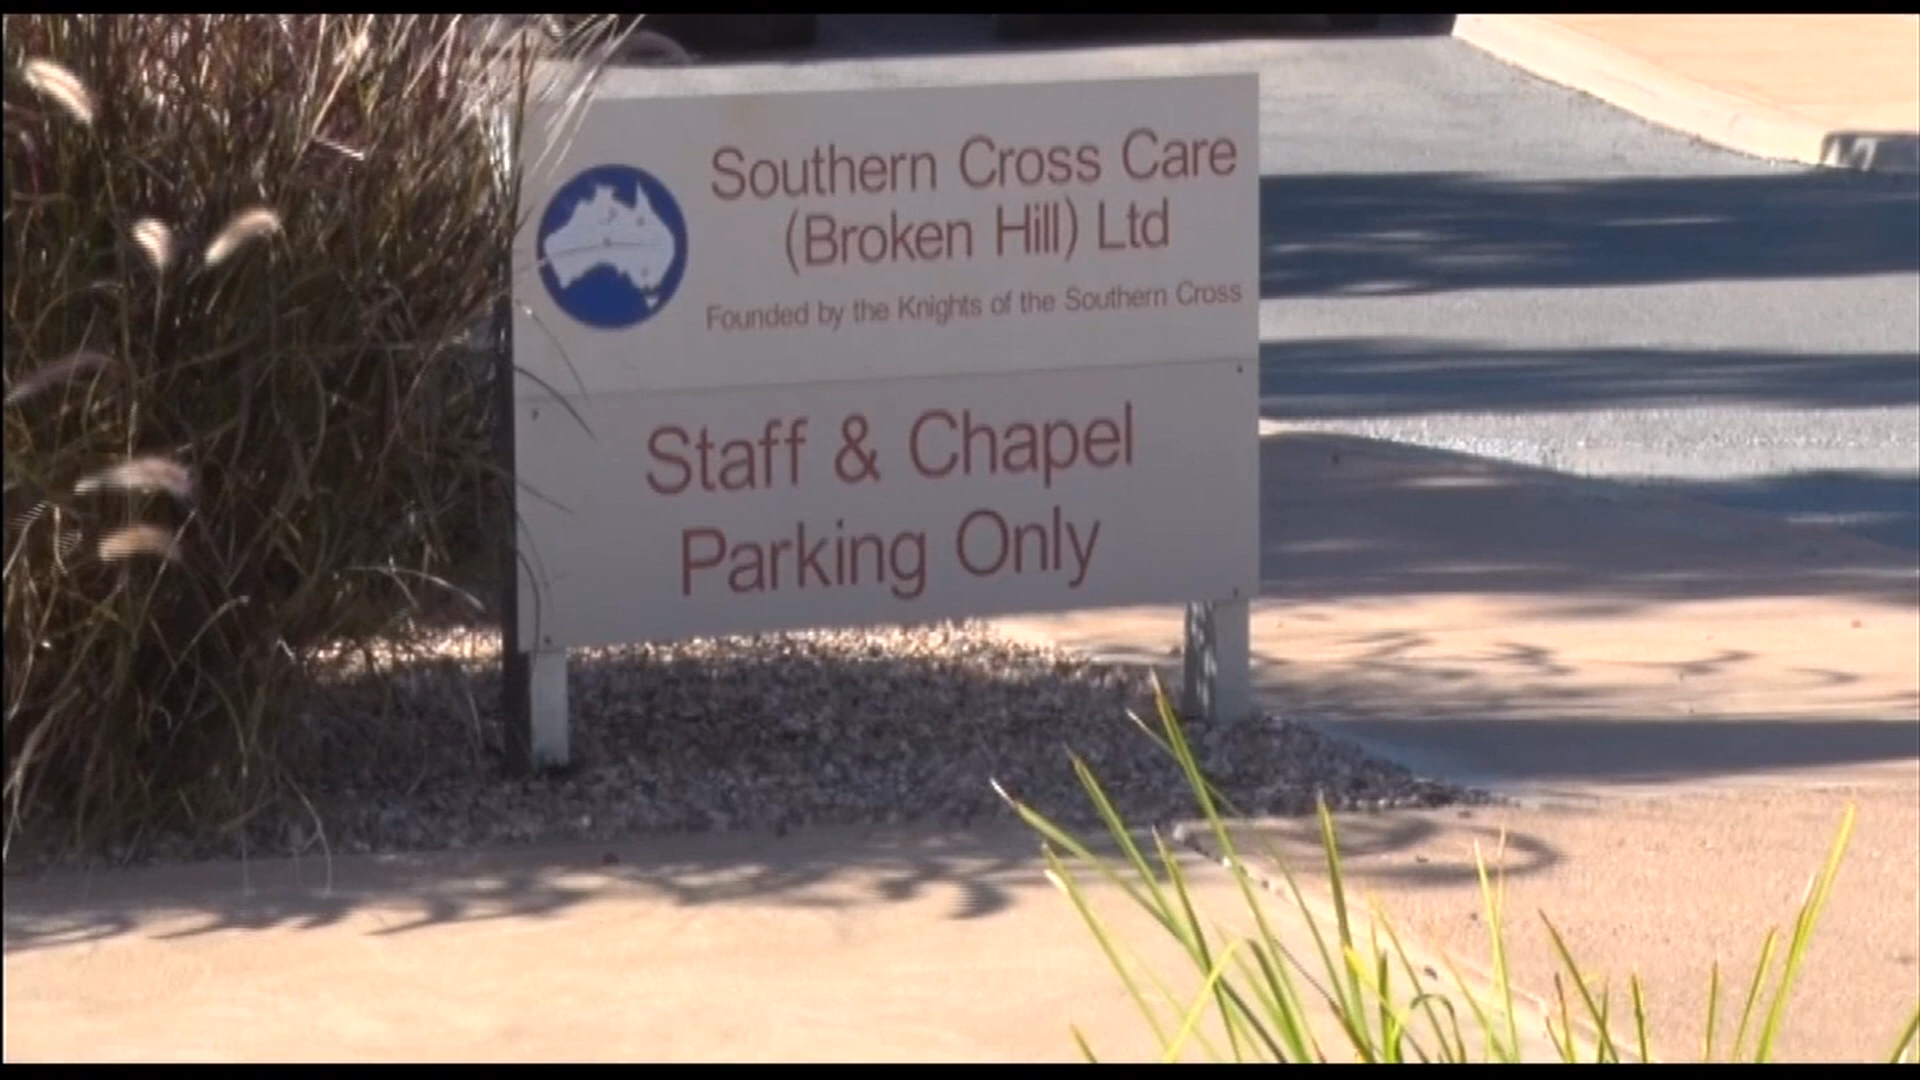 Southern Cross Care
(Broken Hill) Ltd
Founded by the Knights of the Southern Cross
Staff & Chapel
Parking Only